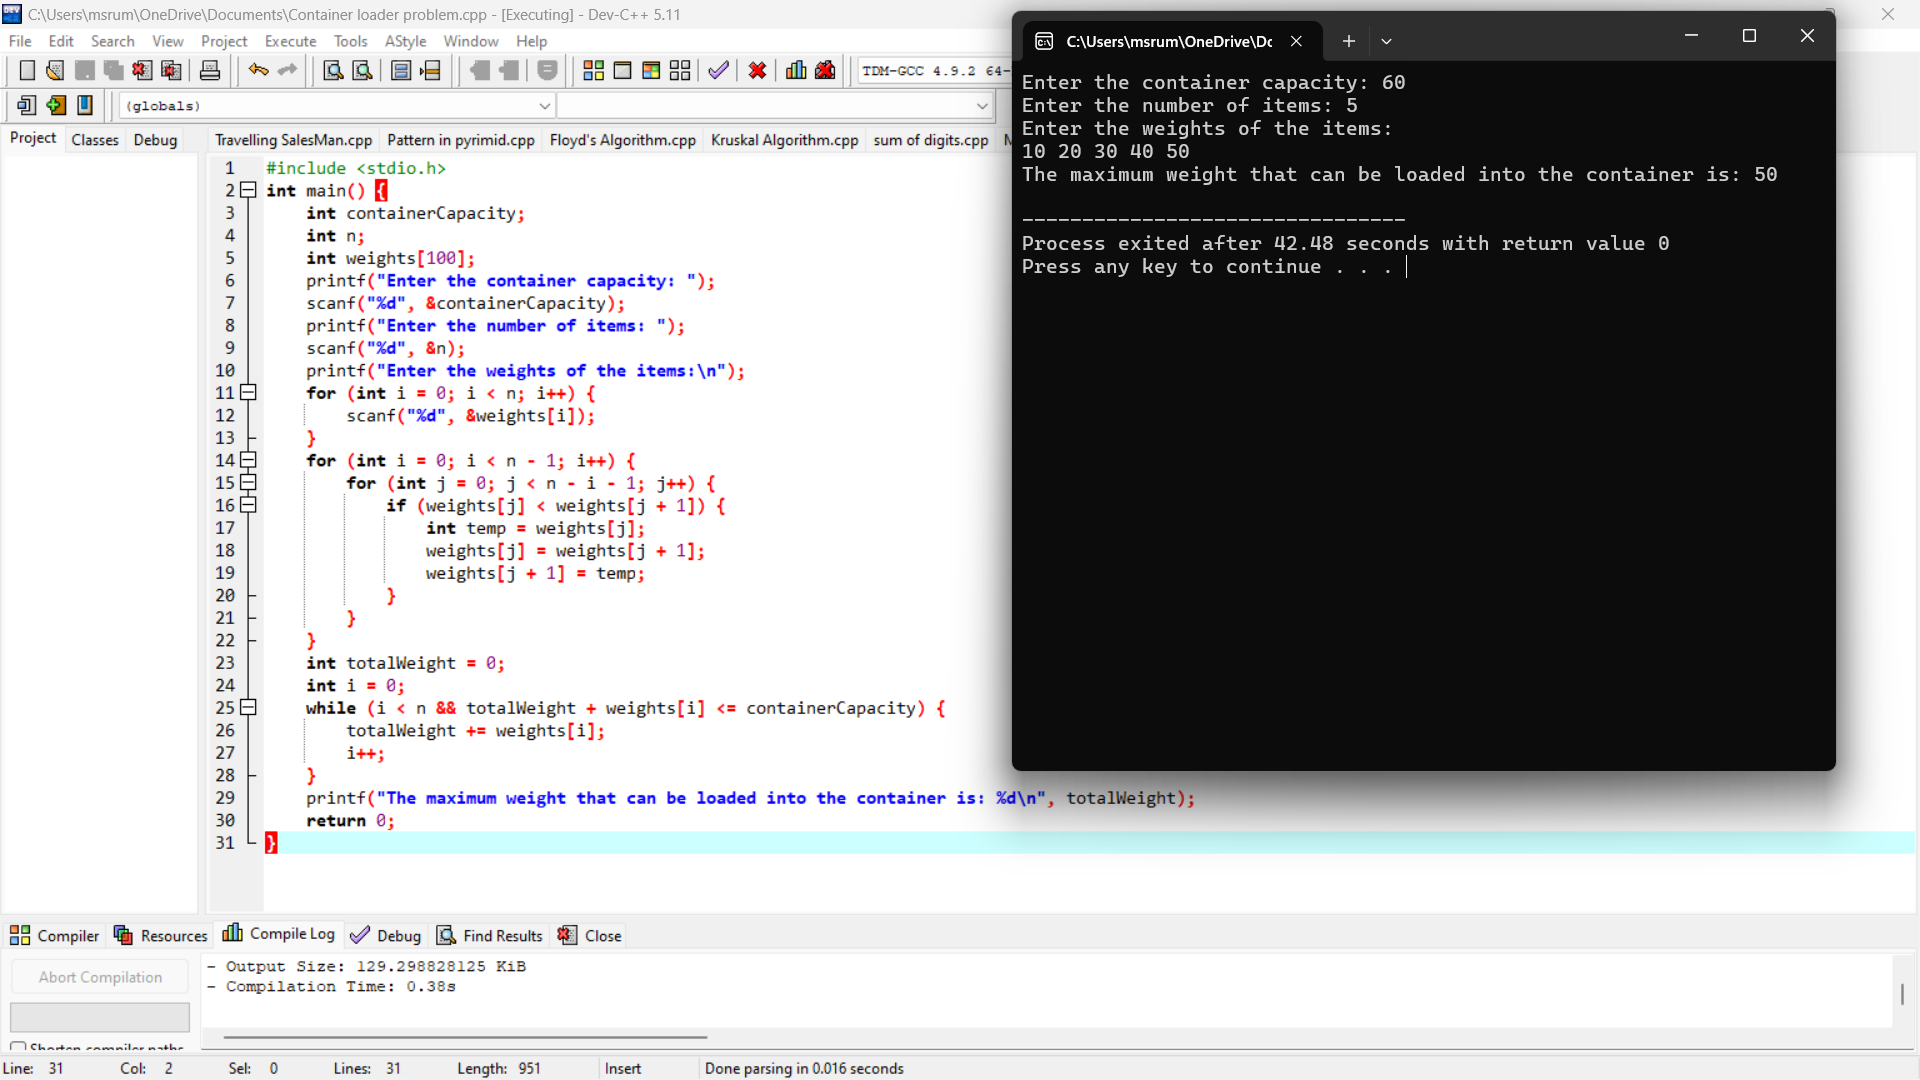 C:\Users\msrum\OneDrive\Documents\Container loader problem.cpp - [Executing] - Dev-C++ 5.11
File Edit Search View Project Execute Tools AStyle Window Help
TDM-GCC 4.9.2 64-
(globals)
Project Classes Debug
Travelling SalesMan.cpp Pattern in pyrimid.cpp Floyd's Algorithm.cpp Kruskal Algorithm.cpp sum of digits.cpp
1 #include <stdio.h>
2 int main() {
3 int containerCapacity;
4 int n;
5 int weights[100];
6 printf("Enter the container capacity: ");
7 scanf("%d", &containerCapacity);
8 printf("Enter the number of items: ");
9 scanf("%d", &n);
10 printf("Enter the weights of the items:\n");
11 for (int i = 0; i < n; i++) {
12 scanf("%d", &weights[i]);
13 }
14 for (int i = 0; i < n - 1; i++) {
15 for (int j = 0; j < n - i - 1; j++) {
16 if (weights[j] < weights[j + 1]) {
17 int temp = weights[j];
18 weights[j] = weights[j + 1];
19 weights[j + 1] = temp;
20 }
21 }
22 }
23 int totalWeight = 0;
24 int i = 0;
25 while (i < n && totalWeight + weights[i] <= containerCapacity) {
26 totalWeight += weights[i];
27 i++;
28 }
29 printf("The maximum weight that can be loaded into the container is: %d\n", totalWeight);
30 return 0;
31 }
C:\Users\msrum\OneDrive\Dc
Enter the container capacity: 60
Enter the number of items: 5
Enter the weights of the items:
10 20 30 40 50
The maximum weight that can be loaded into the container is: 50
--------------------------------
Process exited after 42.48 seconds with return value 0
Press any key to continue . . .
Compiler Resources Compile Log Debug Find Results Close
Abort Compilation
- Output Size: 129.298828125 KiB
- Compilation Time: 0.38s
Shorten compiler paths
Line: 31 Col: 2 Sel: 0 Lines: 31 Length: 951 Insert Done parsing in 0.016 seconds